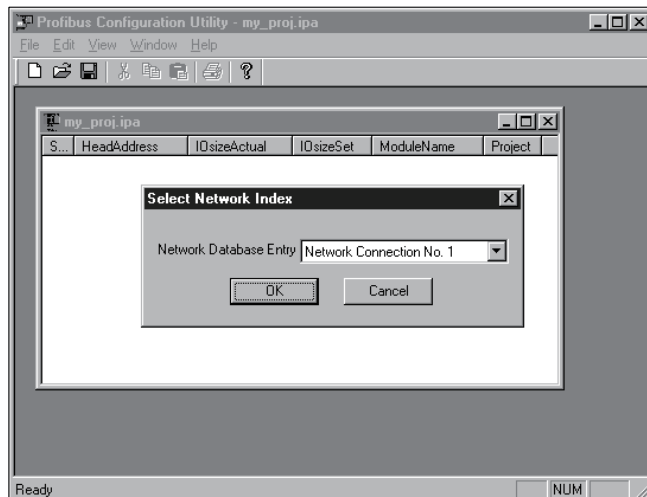 Profibus Configuration Utility - my_proj.ipa
File Edit View Window Help
my_proj.ipa
S... HeadAddress IOsizeActual IOsizeSet ModuleName Project
Select Network Index
Network Database Entry Network Connection No. 1
OK Cancel
Ready NUM